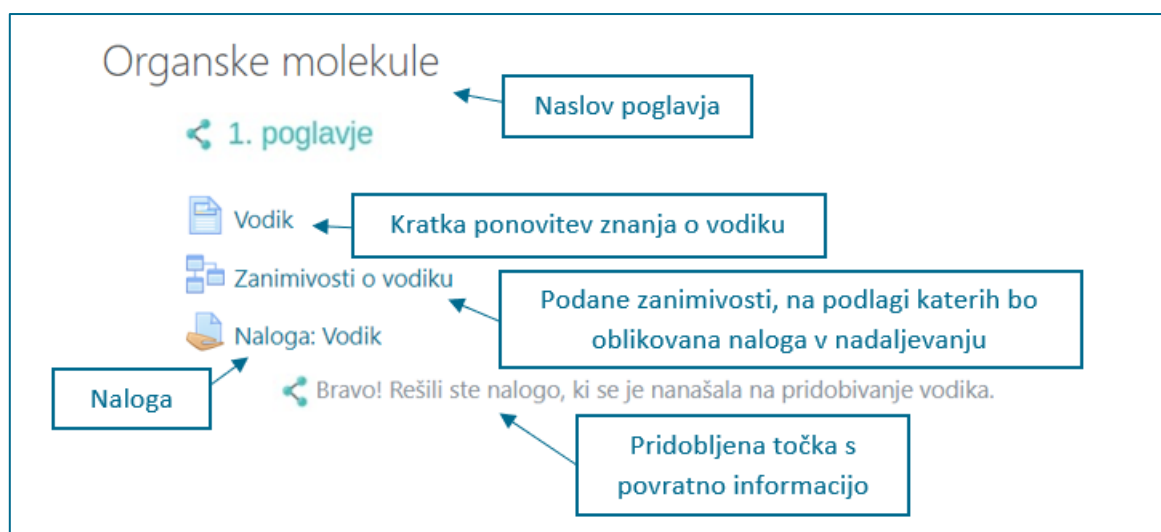 Organske molekule
Naslov poglavja
1. poglavje
Vodik
Kratka ponovitev znanja o vodiku
Zanimivosti o vodiku
Podane zanimivosti, na podlagi katerih bo
oblikovana naloga v nadaljevanju
Naloga: Vodik
Naloga
Bravo! Rešili ste nalogo, ki se je nanašala na pridobivanje vodika.
Pridobljena točka s
povratno informacijo